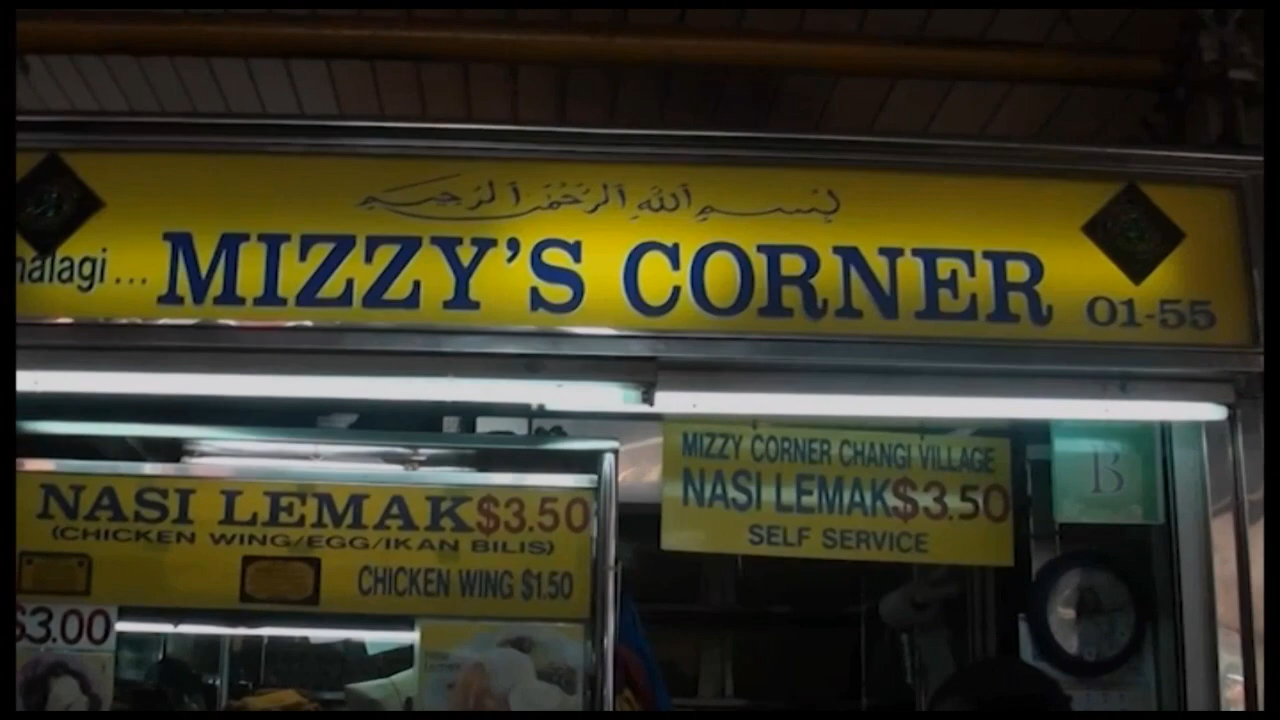 بسم الله الرحمن الرحيم
... MIZZY'S CORNER
01-55
MIZZY CORNER CHANGI VILLAGE
NASI LEMAK $3.50
SELF SERVICE
B
NASI LEMAK $3.50
(CHICKEN WING/EGG/IKAN BILIS)
CHICKEN WING $1.50
$3.00